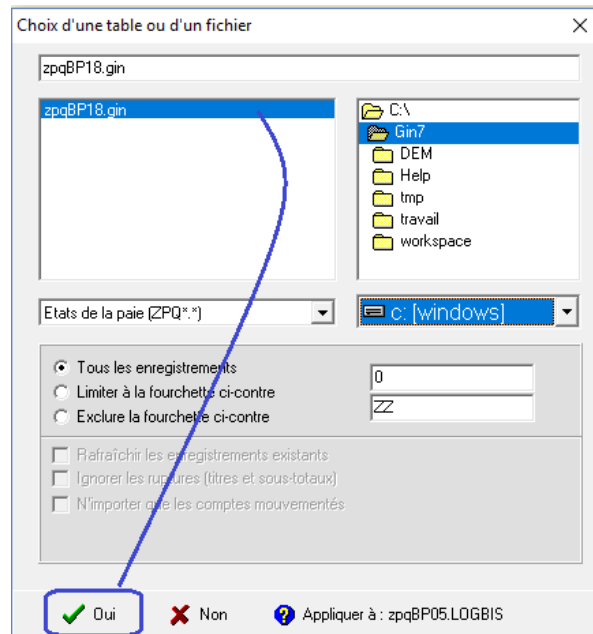 Choix d'une table ou d'un fichier
zpqBP18.gin
zpqBP18.gin
C:\
Gin7
DEM
Help
tmp
travail
workspace
Etats de la paie (ZPQ*.*)
c: [windows]
Tous les enregistrements
Limiter à la fourchette ci-contre
Exclure la fourchette ci-contre
0
ZZ
Rafraîchir les enregistrements existants
Ignorer les ruptures (titres et sous-totaux)
N'importer que les comptes mouvementés
Oui
Non
Appliquer à : zpqBP05.LOGBIS